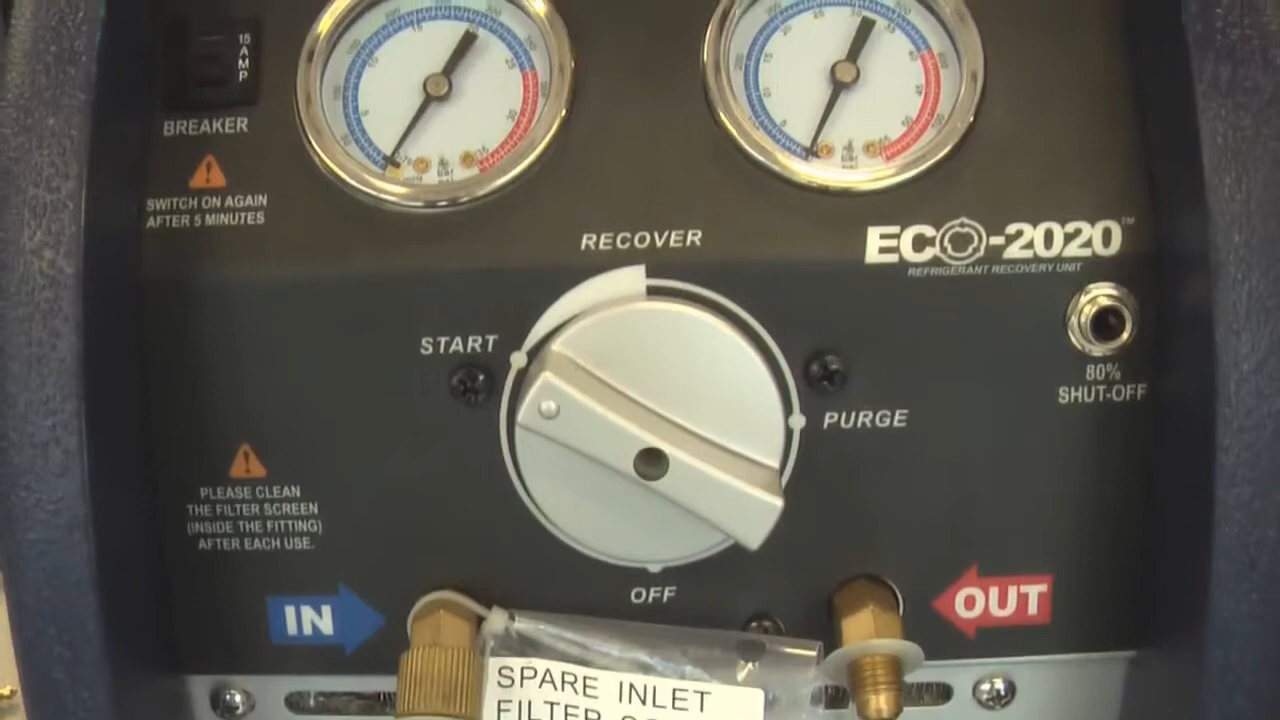 15
AMP
BREAKER
SWITCH ON AGAIN
AFTER 5 MINUTES
RECOVER
ECO-2020™
REFRIGERANT RECOVERY UNIT
START
80%
SHUT-OFF
PURGE
PLEASE CLEAN
THE FILTER SCREEN
(INSIDE THE FITTING)
AFTER EACH USE.
OFF
IN
OUT
SPARE INLET
FILTER